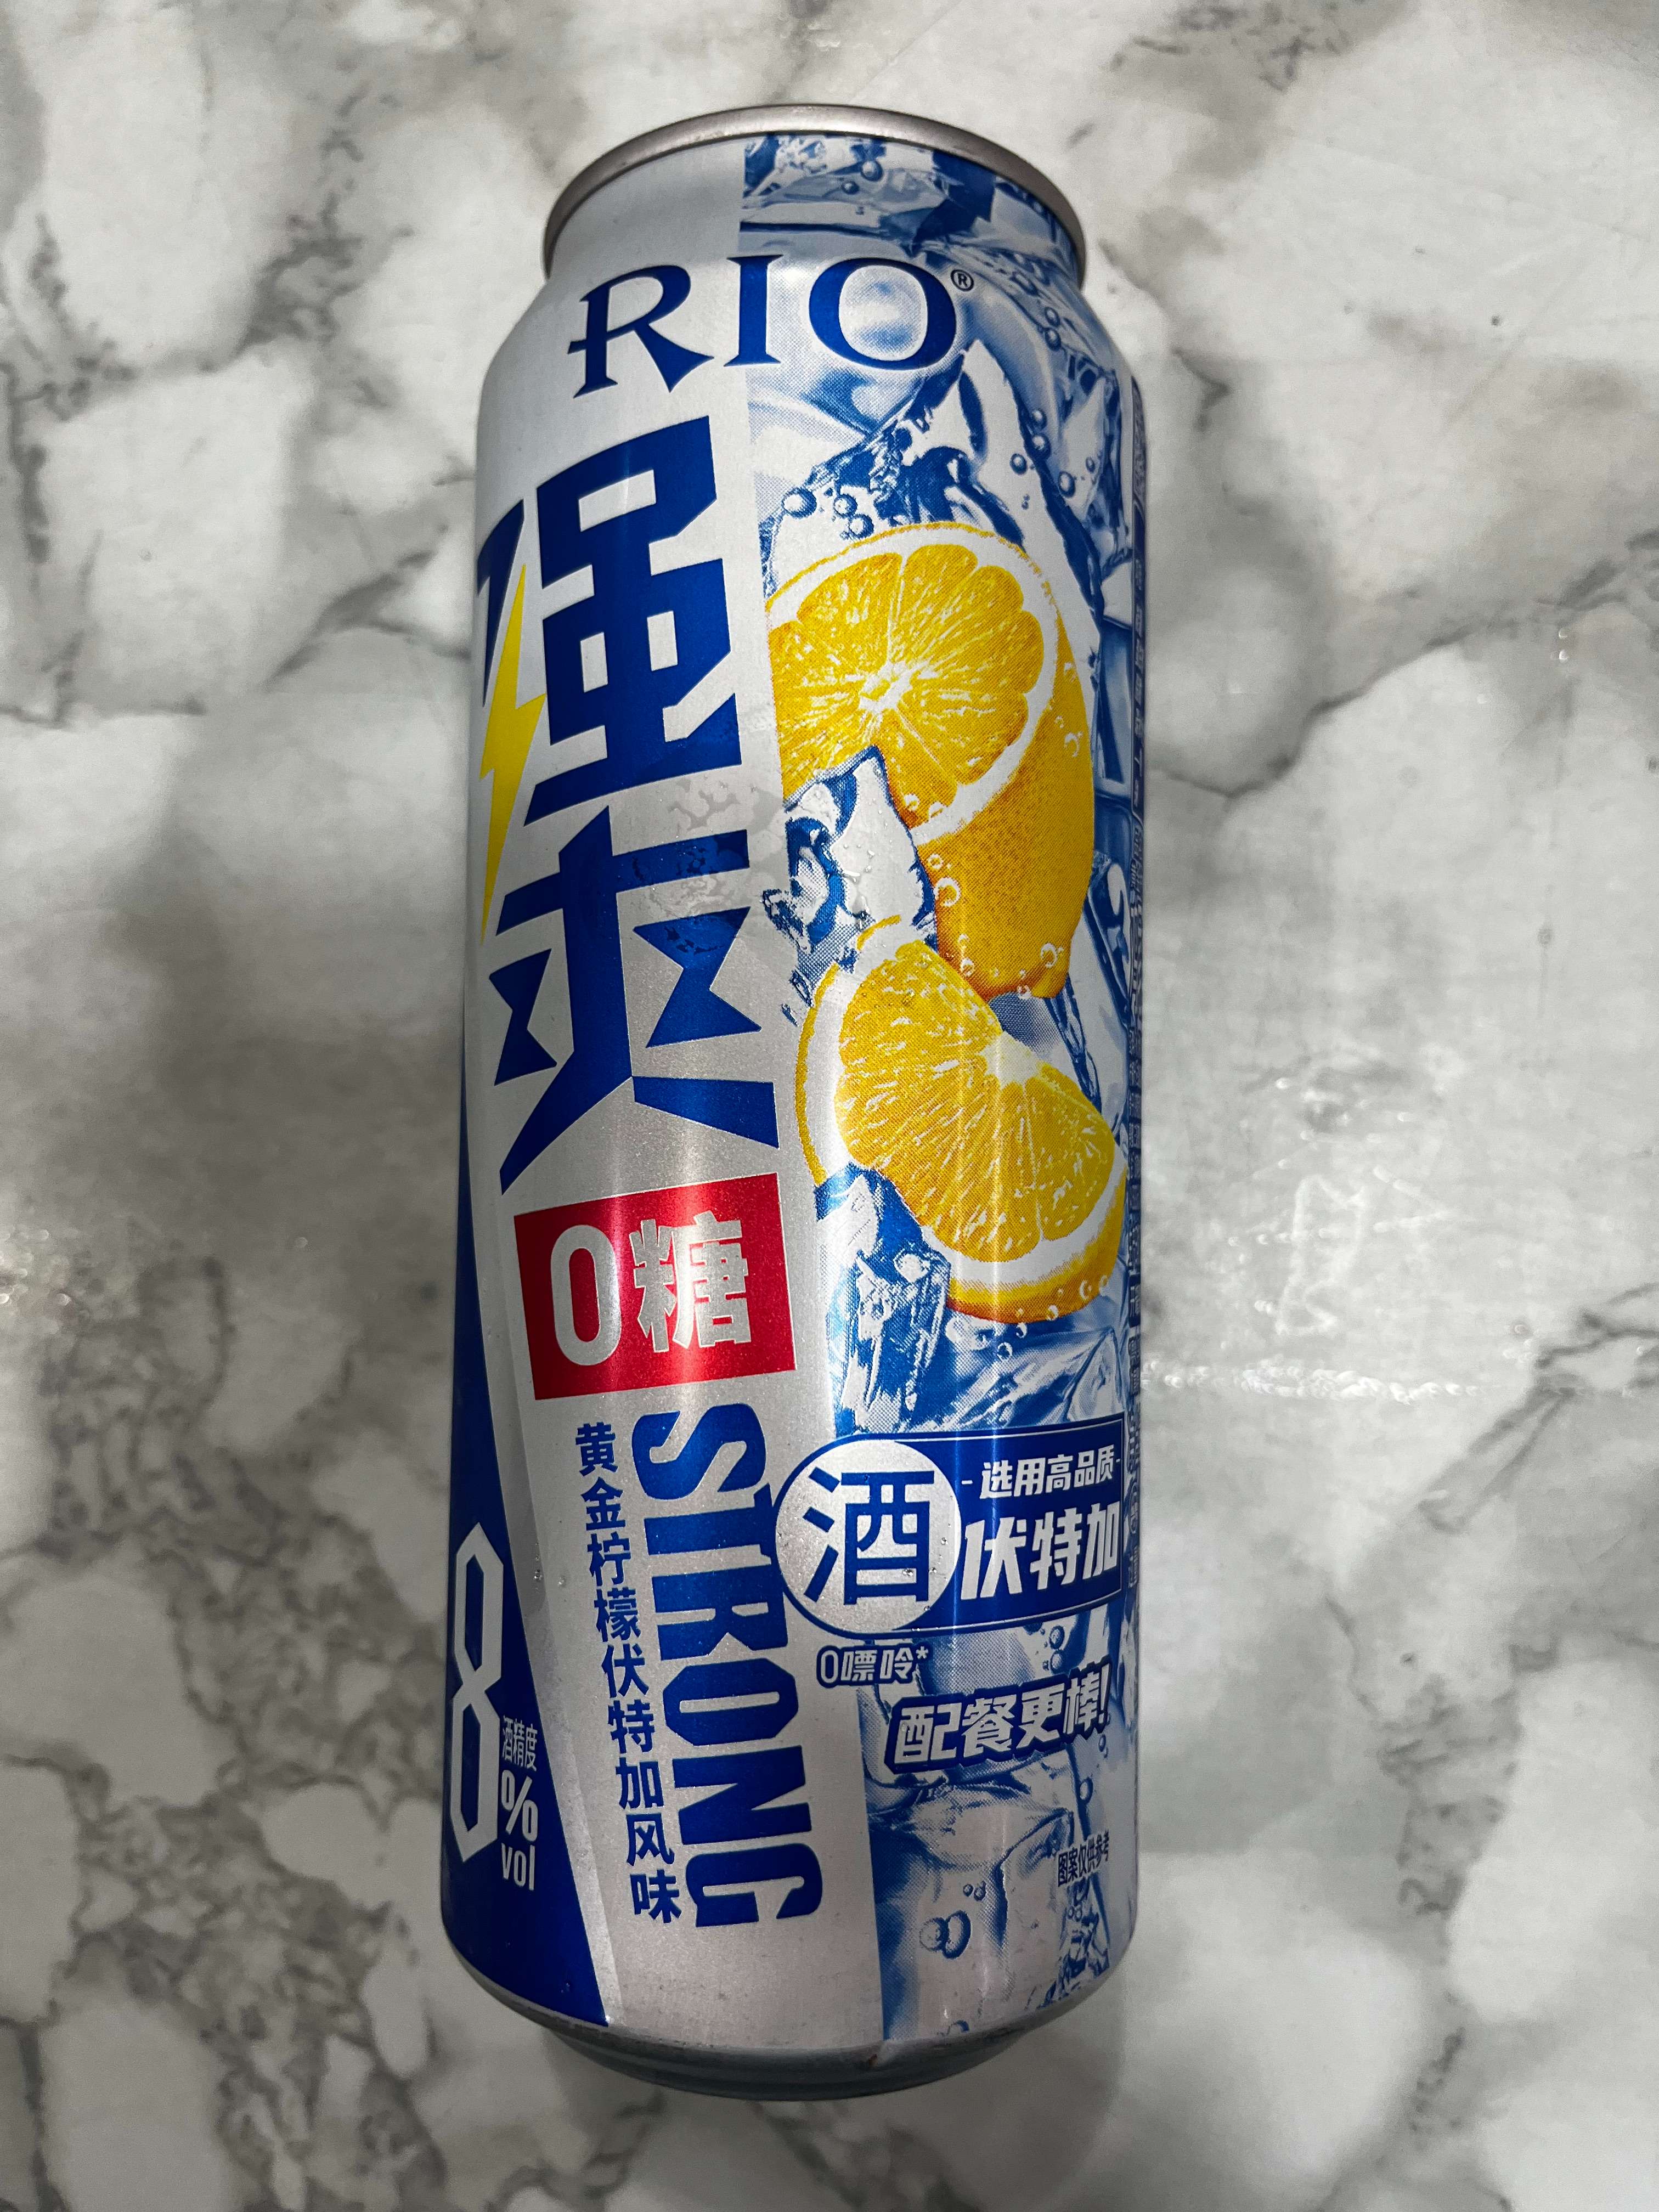 RIO®
强爽
0糖
STRONG
黄金柠檬伏特加风味
8
酒精度
%
vol
酒
-选用高品质-
伏特加
0嘌呤*
配餐更棒!
图案仅供参考